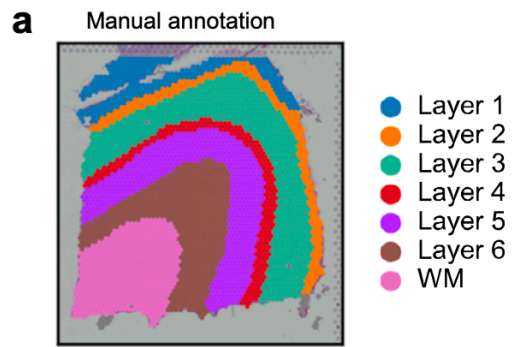 a
Manual annotation
Layer 1
Layer 2
Layer 3
Layer 4
Layer 5
Layer 6
WM